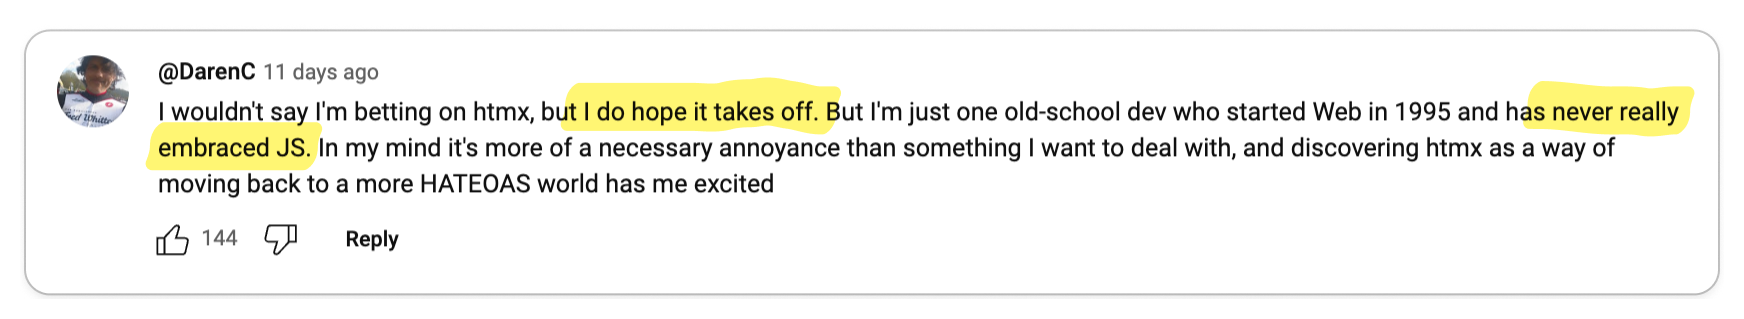 @DarenC 11 days ago
I wouldn't say I'm betting on htmx, but I do hope it takes off. But I'm just one old-school dev who started Web in 1995 and has never really
embraced JS. In my mind it's more of a necessary annoyance than something I want to deal with, and discovering htmx as a way of
moving back to a more HATEOAS world has me excited
144 Reply